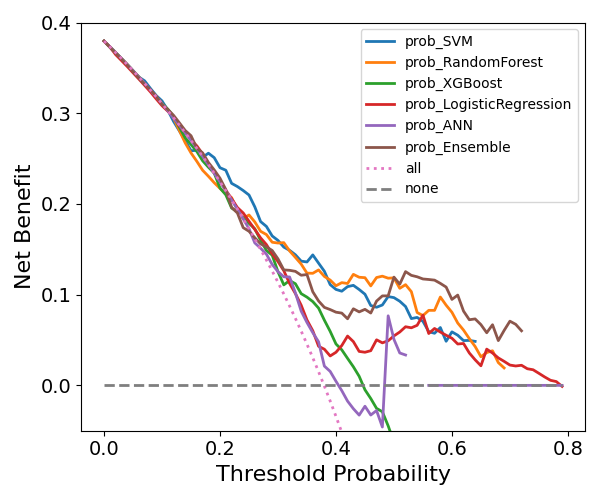 0.4
0.3
0.2
0.1
0.0
Net Benefit
prob_SVM
prob_RandomForest
prob_XGBoost
prob_LogisticRegression
prob_ANN
prob_Ensemble
all
none
0.0 0.2 0.4 0.6 0.8
Threshold Probability